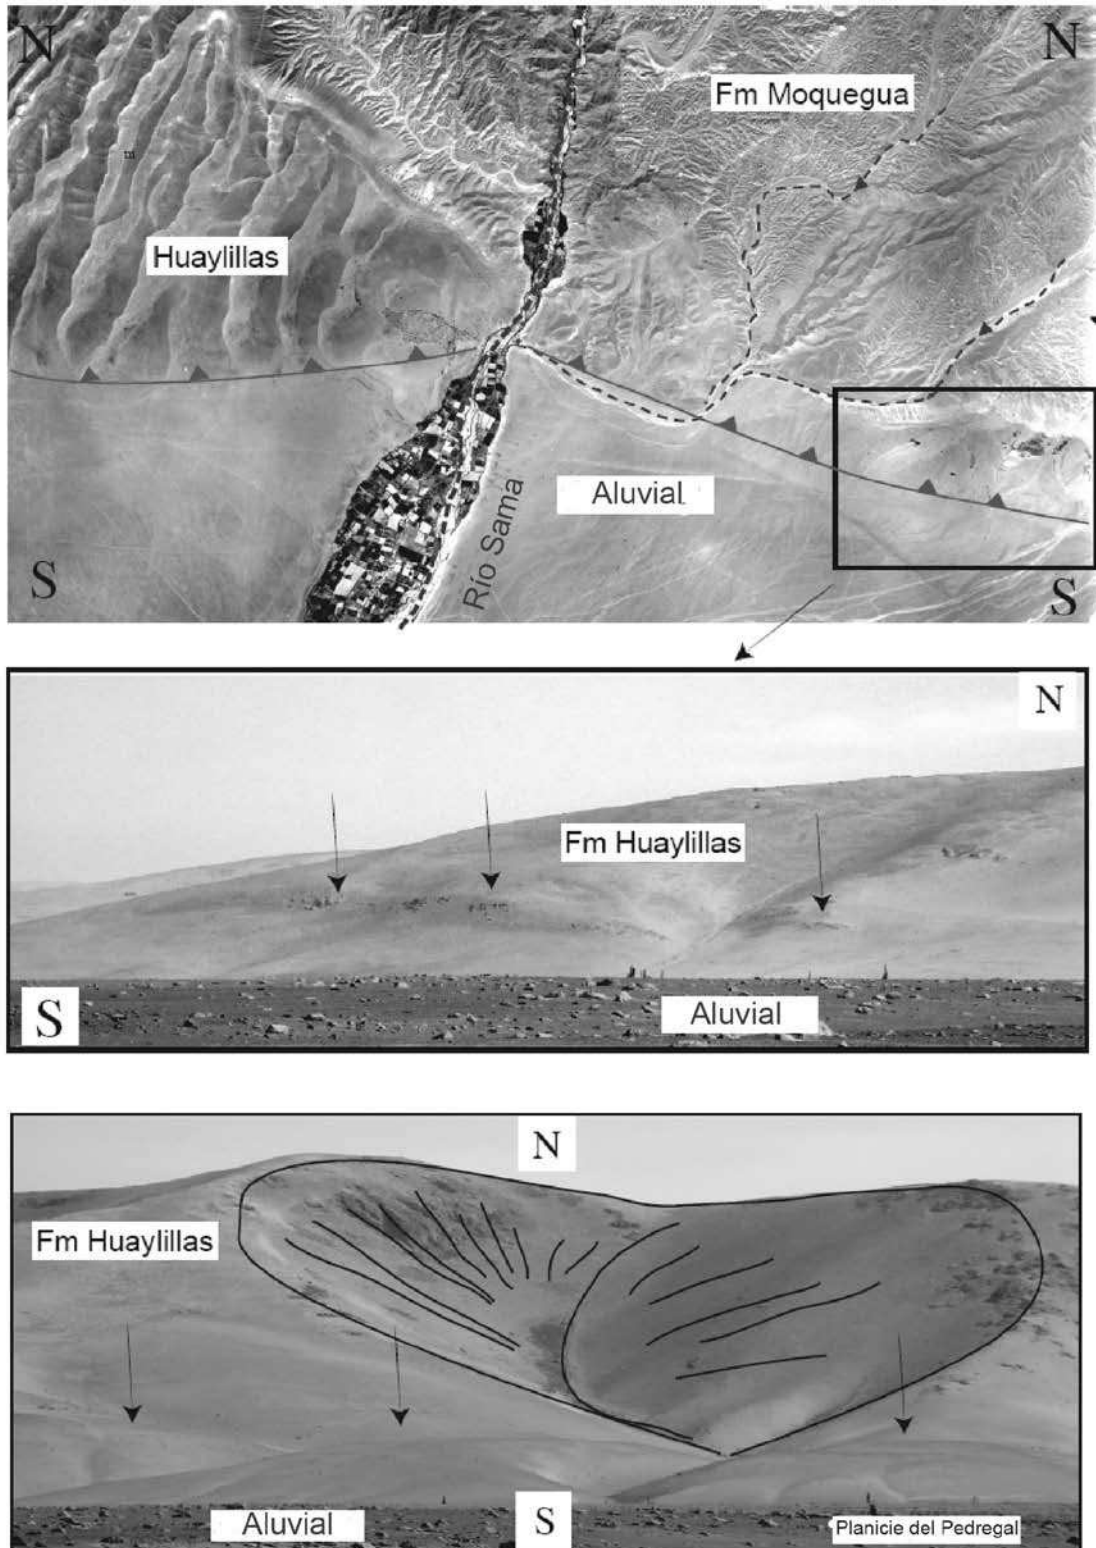 N
N
Fm Moquegua
m
Huaylillas
Aluvial
Río Sama
S
S
N
Fm Huaylillas
S
Aluvial
N
Fm Huaylillas
Aluvial
S
Planicie del Pedregal